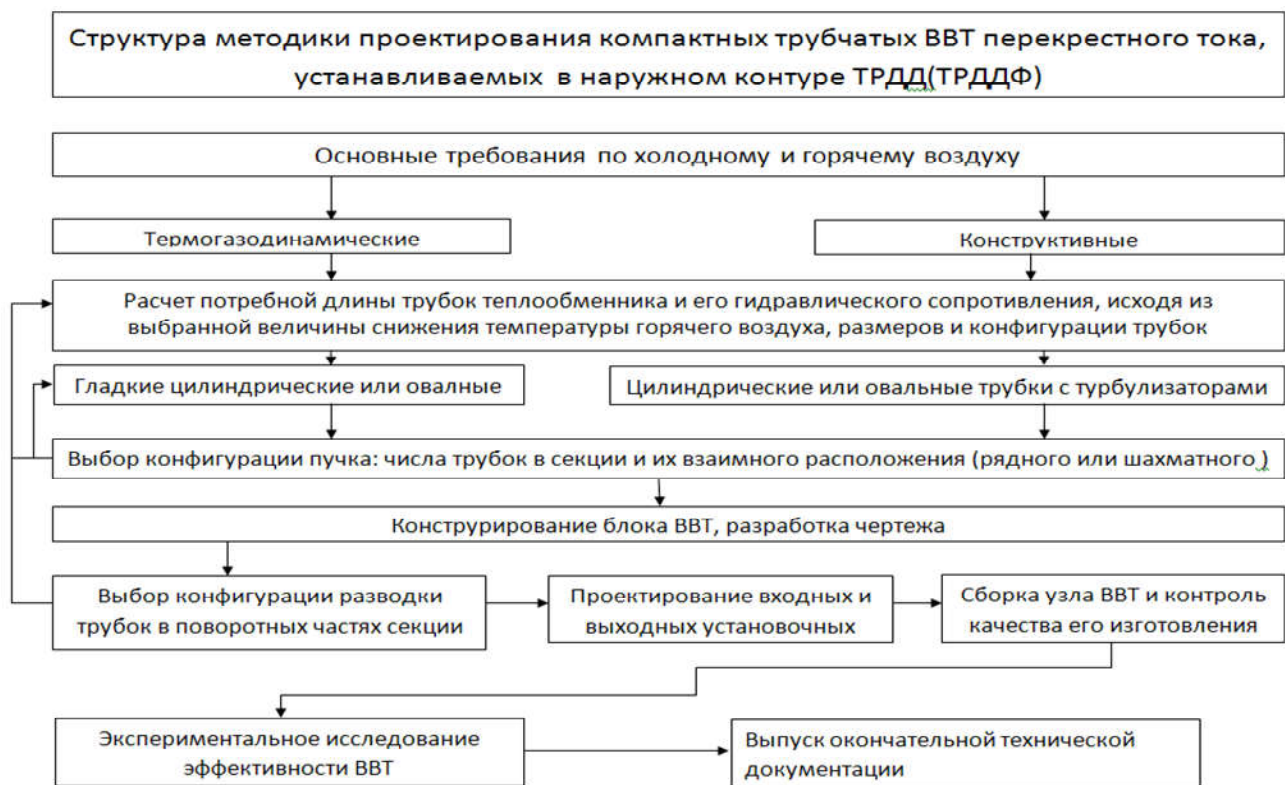 Структура методики проектирования компактных трубчатых ВВТ перекрестного тока,
устанавливаемых в наружном контуре ТРДД(ТРДДФ)
Основные требования по холодному и горячему воздуху
Термогазодинамические
Конструктивные
Расчет потребной длины трубок теплообменника и его гидравлического сопротивления, исходя из
выбранной величины снижения температуры горячего воздуха, размеров и конфигурации трубок
Гладкие цилиндрические или овалные
Цилиндрические или овальные трубки с турбулизаторами
Выбор конфигурации пучка: числа трубок в секции и их взаимного расположения (рядного или шахматного )
Конструрирование блока ВВТ, разработка чертежа
Выбор конфигурации разводки
трубок в поворотных частях секции
Проектирование входных и
выходных установочных
Сборка узла ВВТ и контроль
качества его изготовления
Экспериментальное исследование
эффективности ВВТ
Выпуск окончательной технической
документации